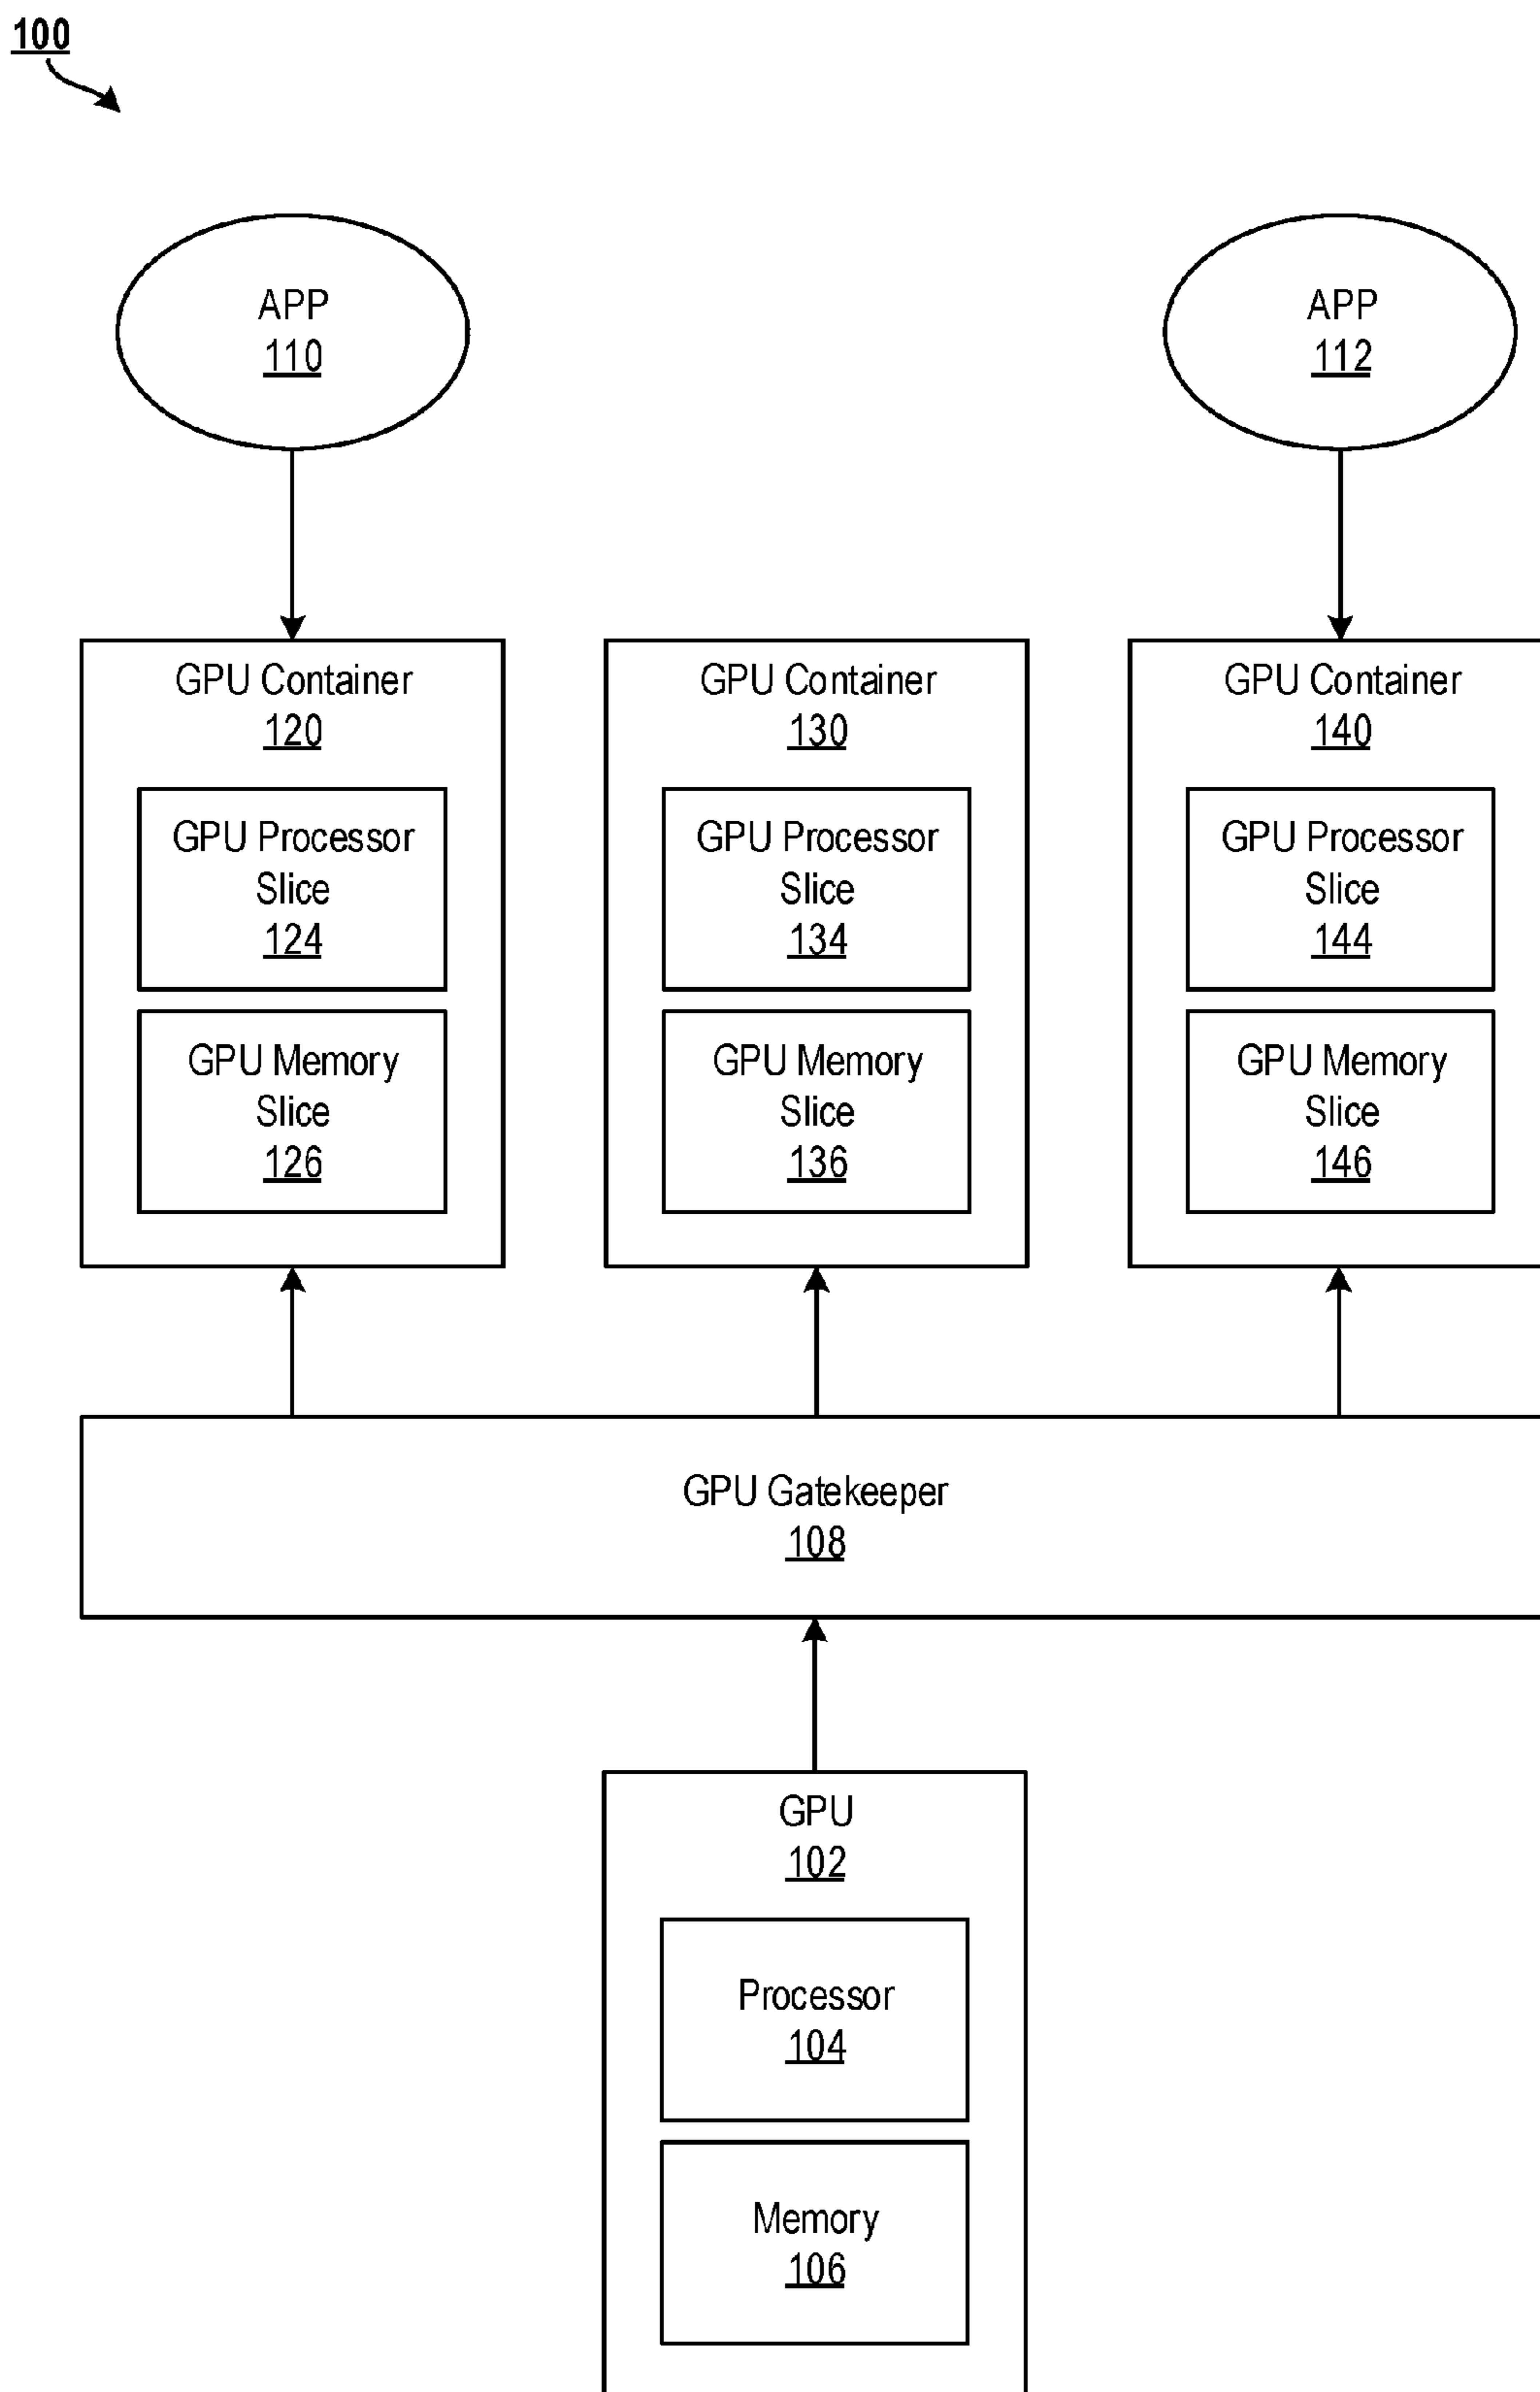 100
APP
110
APP
112
GPU Container
120
GPU Processor
Slice
124
GPU Memory
Slice
126
GPU Container
130
GPU Processor
Slice
134
GPU Memory
Slice
136
GPU Container
140
GPU Processor
Slice
144
GPU Memory
Slice
146
GPU Gatekeeper
108
GPU
102
Processor
104
Memory
106